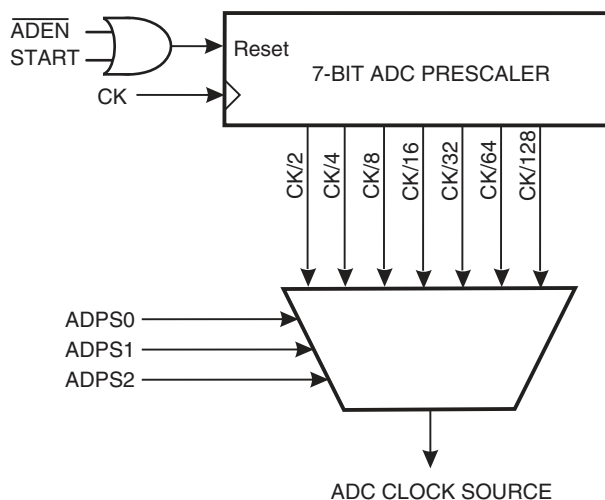 ADEN
START
Reset
7-BIT ADC PRESCALER
CK
CK/2
CK/4
CK/8
CK/16
CK/32
CK/64
CK/128
ADPS0
ADPS1
ADPS2
ADC CLOCK SOURCE